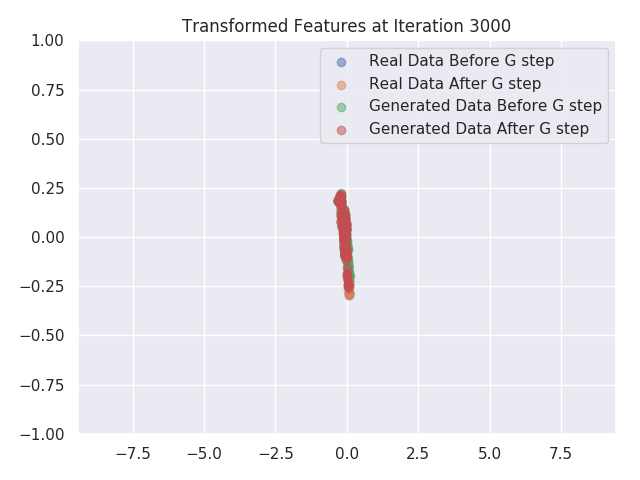 Transformed Features at Iteration 3000
Real Data Before G step
Real Data After G step
Generated Data Before G step
Generated Data After G step
1.00
0.75
0.50
0.25
0.00
−0.25
−0.50
−0.75
−1.00
−7.5 −5.0 −2.5 0.0 2.5 5.0 7.5